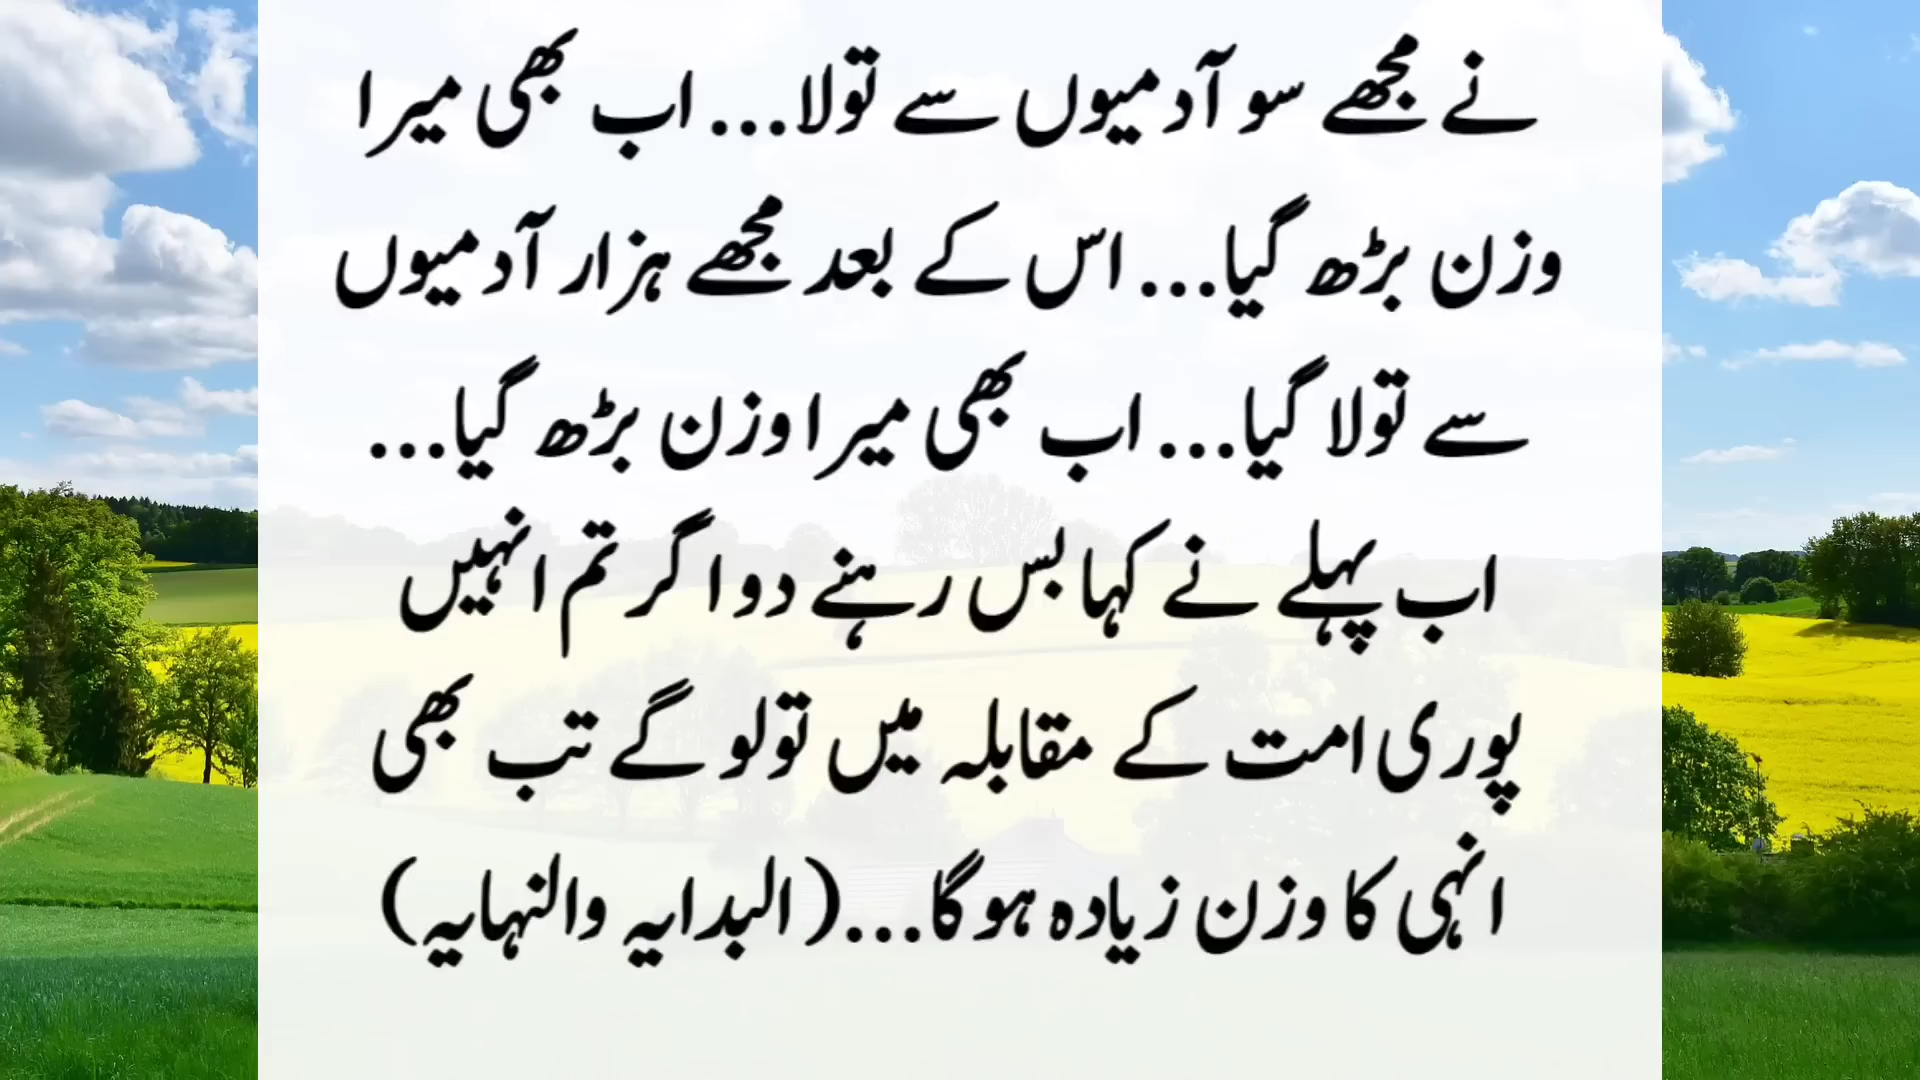 نے مجھے سو آدمیوں سے تولا... اب بھی میرا
وزن بڑھ گیا... اس کے بعد مجھے ہزار آدمیوں
سے تولا گیا... اب بھی میرا وزن بڑھ گیا...
اب پہلے نے کہا بس رہنے دو اگر تم انہیں
پوری امت کے مقابلہ میں تولو گے تب بھی
انہی کا وزن زیادہ ہوگا...(البدایہ والنہایہ)